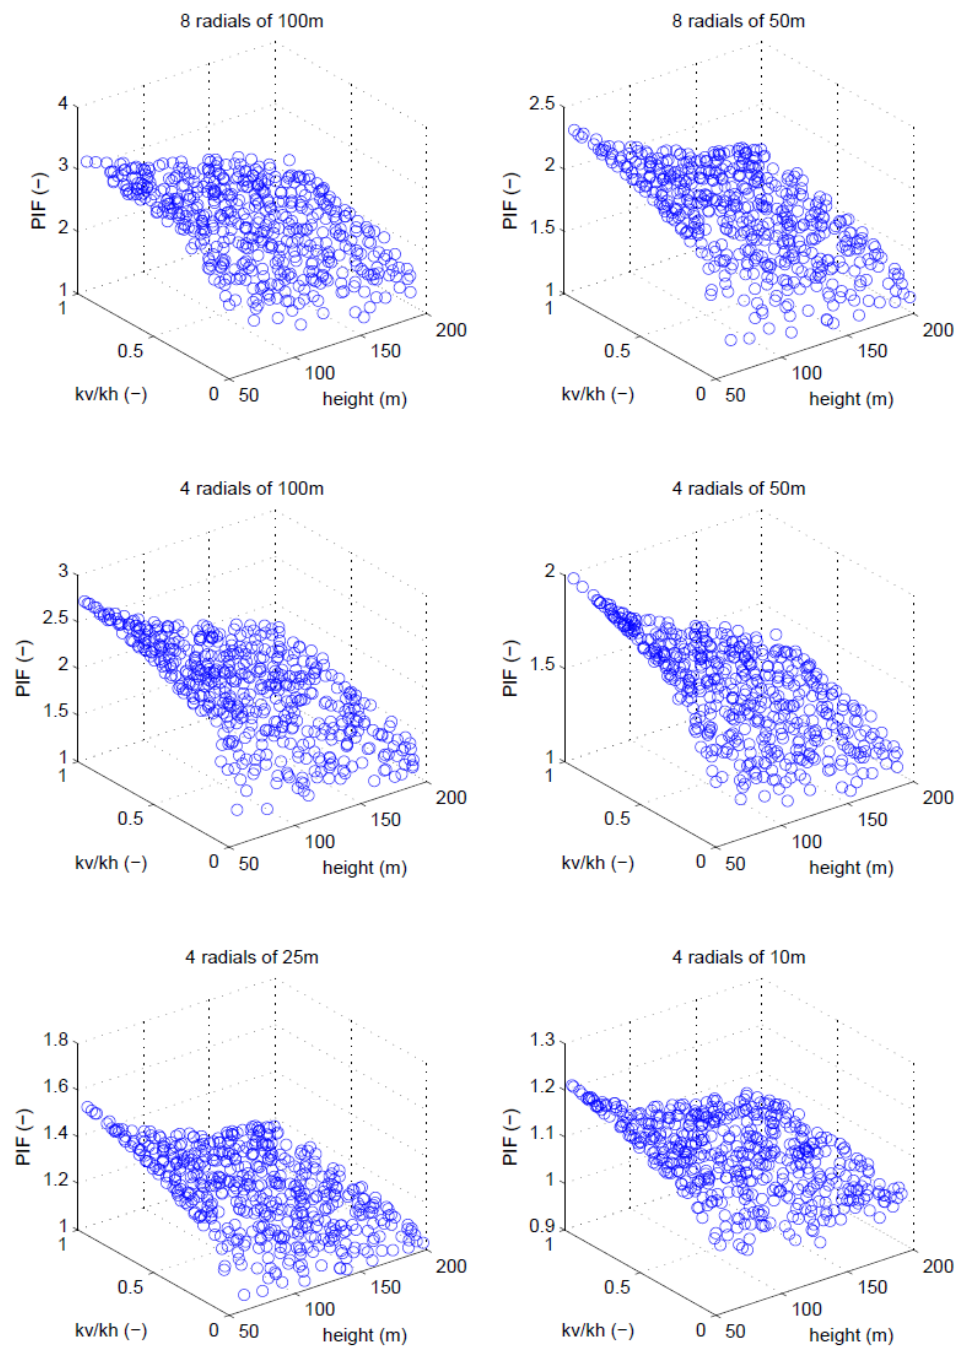 8 radials of 100m
4
3
2
1
PIF (−)
1
0.5
0
kv/kh (−)
50
100
150
200
height (m)
8 radials of 50m
2.5
2
1.5
1
PIF (−)
1
0.5
0
kv/kh (−)
50
100
150
200
height (m)
4 radials of 100m
3
2.5
2
1.5
1
PIF (−)
1
0.5
0
kv/kh (−)
50
100
150
200
height (m)
4 radials of 50m
2
1.5
1
PIF (−)
1
0.5
0
kv/kh (−)
50
100
150
200
height (m)
4 radials of 25m
1.8
1.6
1.4
1.2
1
PIF (−)
1
0.5
0
kv/kh (−)
50
100
150
200
height (m)
4 radials of 10m
1.3
1.2
1.1
1
0.9
PIF (−)
1
0.5
0
kv/kh (−)
50
100
150
200
height (m)